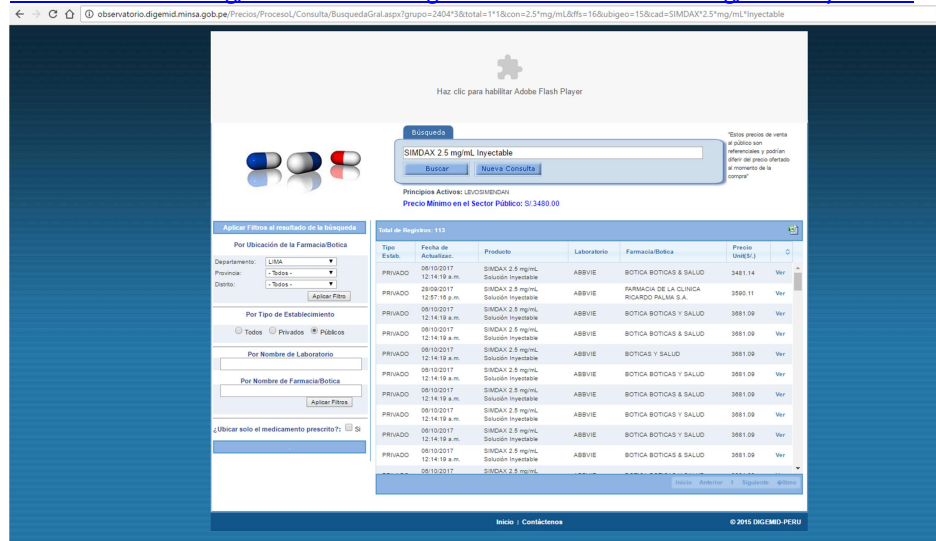 observatorio.digemid.minsa.gob.pe/Precios/ProcesoL/Consulta/BusquedaGral.aspx?grupo=2404*3&total=1*1&con=2.5*mg/mL&ffs=16&ubigeo=15&cad=SIMDAX*2.5*mg/mL*Inyectable
Haz clic para habilitar Adobe Flash Player
Búsqueda
SIMDAX 2.5 mg/mL Inyectable
Buscar Nueva Consulta
"Estos precios de venta
al público son
referenciales y podrían
diferir del precio ofertado
al momento de la
compra"
Principios Activos: LEVOSIMENDAN
Precio Mínimo en el Sector Público: S/.3480.00
Aplicar Filtros al resultado de la búsqueda
Por Ubicación de la Farmacia/Botica
Departamento: LIMA
Provincia: - Todos -
Distrito: - Todos -
Aplicar Filtro
Por Tipo de Establecimiento
Todos Privados Públicos
Por Nombre de Laboratorio
Por Nombre de Farmacia/Botica
Aplicar Filtros
¿Ubicar solo el medicamento prescrito?: Si
Total de Registros: 113
Tipo Estab. Fecha de Actualizac. Producto Laboratorio Farmacia/Botica Precio Unit(S/.)
PRIVADO 06/10/2017 12:14:19 a.m. SIMDAX 2.5 mg/mL Solución Inyectable ABBVIE BOTICA BOTICAS & SALUD 3481.14 Ver
PRIVADO 28/09/2017 12:57:16 p.m. SIMDAX 2.5 mg/mL Solución Inyectable ABBVIE FARMACIA DE LA CLINICA RICARDO PALMA S.A. 3590.11 Ver
PRIVADO 06/10/2017 12:14:19 a.m. SIMDAX 2.5 mg/mL Solución Inyectable ABBVIE BOTICA BOTICAS Y SALUD 3681.09 Ver
PRIVADO 06/10/2017 12:14:19 a.m. SIMDAX 2.5 mg/mL Solución Inyectable ABBVIE BOTICA BOTICAS & SALUD 3681.09 Ver
PRIVADO 06/10/2017 12:14:19 a.m. SIMDAX 2.5 mg/mL Solución Inyectable ABBVIE BOTICAS Y SALUD 3681.09 Ver
PRIVADO 06/10/2017 12:14:19 a.m. SIMDAX 2.5 mg/mL Solución Inyectable ABBVIE BOTICA BOTICAS Y SALUD 3681.09 Ver
PRIVADO 06/10/2017 12:14:19 a.m. SIMDAX 2.5 mg/mL Solución Inyectable ABBVIE BOTICA BOTICAS & SALUD 3681.09 Ver
PRIVADO 06/10/2017 12:14:19 a.m. SIMDAX 2.5 mg/mL Solución Inyectable ABBVIE BOTICA BOTICAS Y SALUD 3681.09 Ver
PRIVADO 06/10/2017 12:14:19 a.m. SIMDAX 2.5 mg/mL Solución Inyectable ABBVIE BOTICA BOTICAS Y SALUD 3681.09 Ver
PRIVADO 06/10/2017 12:14:19 a.m. SIMDAX 2.5 mg/mL Solución Inyectable ABBVIE BOTICA BOTICAS & SALUD 3681.09 Ver
06/10/2017 SIMDAX 2.5 mg/mL
Inicio Anterior 1 Siguiente �ltimo
Inicio | Contáctenos © 2015 DIGEMID-PERU